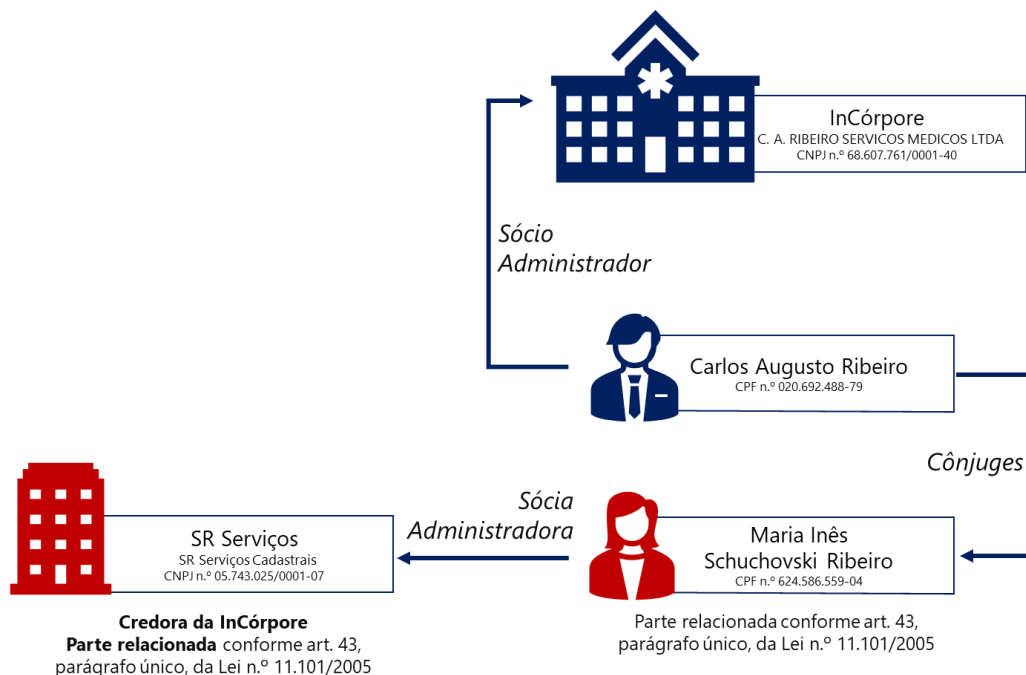 InCórpore
C. A. RIBEIRO SERVICOS MEDICOS LTDA
CNPJ n.º 68.607.761/0001-40
Sócio
Administrador
Carlos Augusto Ribeiro
CPF n.º 020.692.488-79
Cônjuges
Sócia
Administradora
SR Serviços
SR Serviços Cadastrais
CNPJ n.º 05.743.025/0001-07
Maria Inês
Schuchovski Ribeiro
CPF n.º 624.586.559-04
Credora da InCórpore
Parte relacionada conforme art. 43,
parágrafo único, da Lei n.º 11.101/2005
Parte relacionada conforme art. 43,
parágrafo único, da Lei n.º 11.101/2005